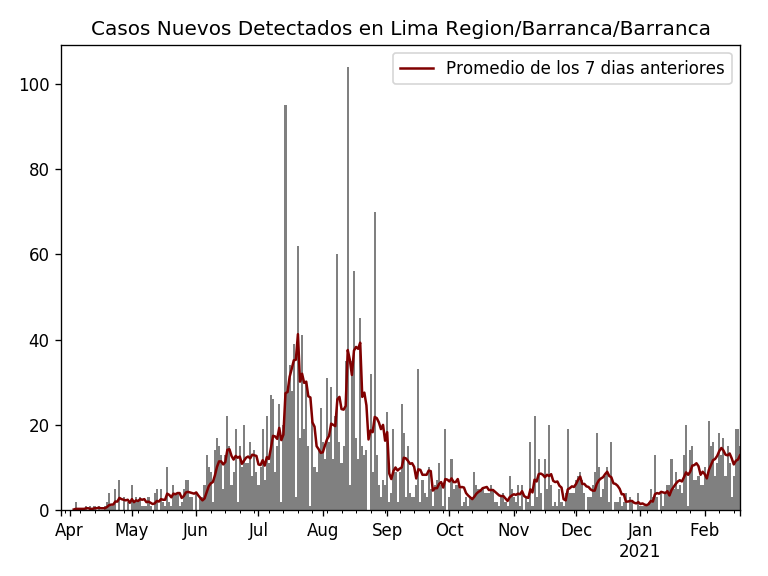 Casos Nuevos Detectados en Lima Region/Barranca/Barranca
Promedio de los 7 dias anteriores
100
80
60
40
20
0
Apr May Jun Jul Aug Sep Oct Nov Dec Jan Feb
2021